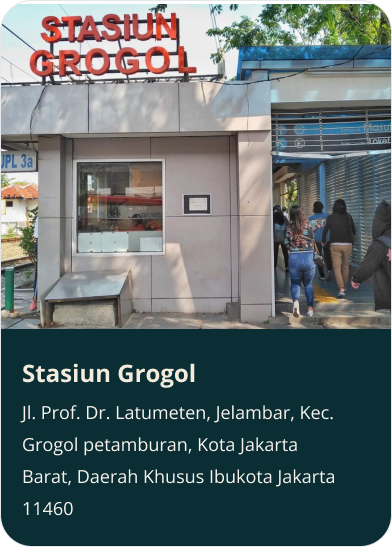 STASIUN
GROGOL
JPL 3a
Masuk
Stasiun Grogol
Jl. Prof. Dr. Latumeten, Jelambar, Kec.
Grogol petamburan, Kota Jakarta
Barat, Daerah Khusus Ibukota Jakarta
11460